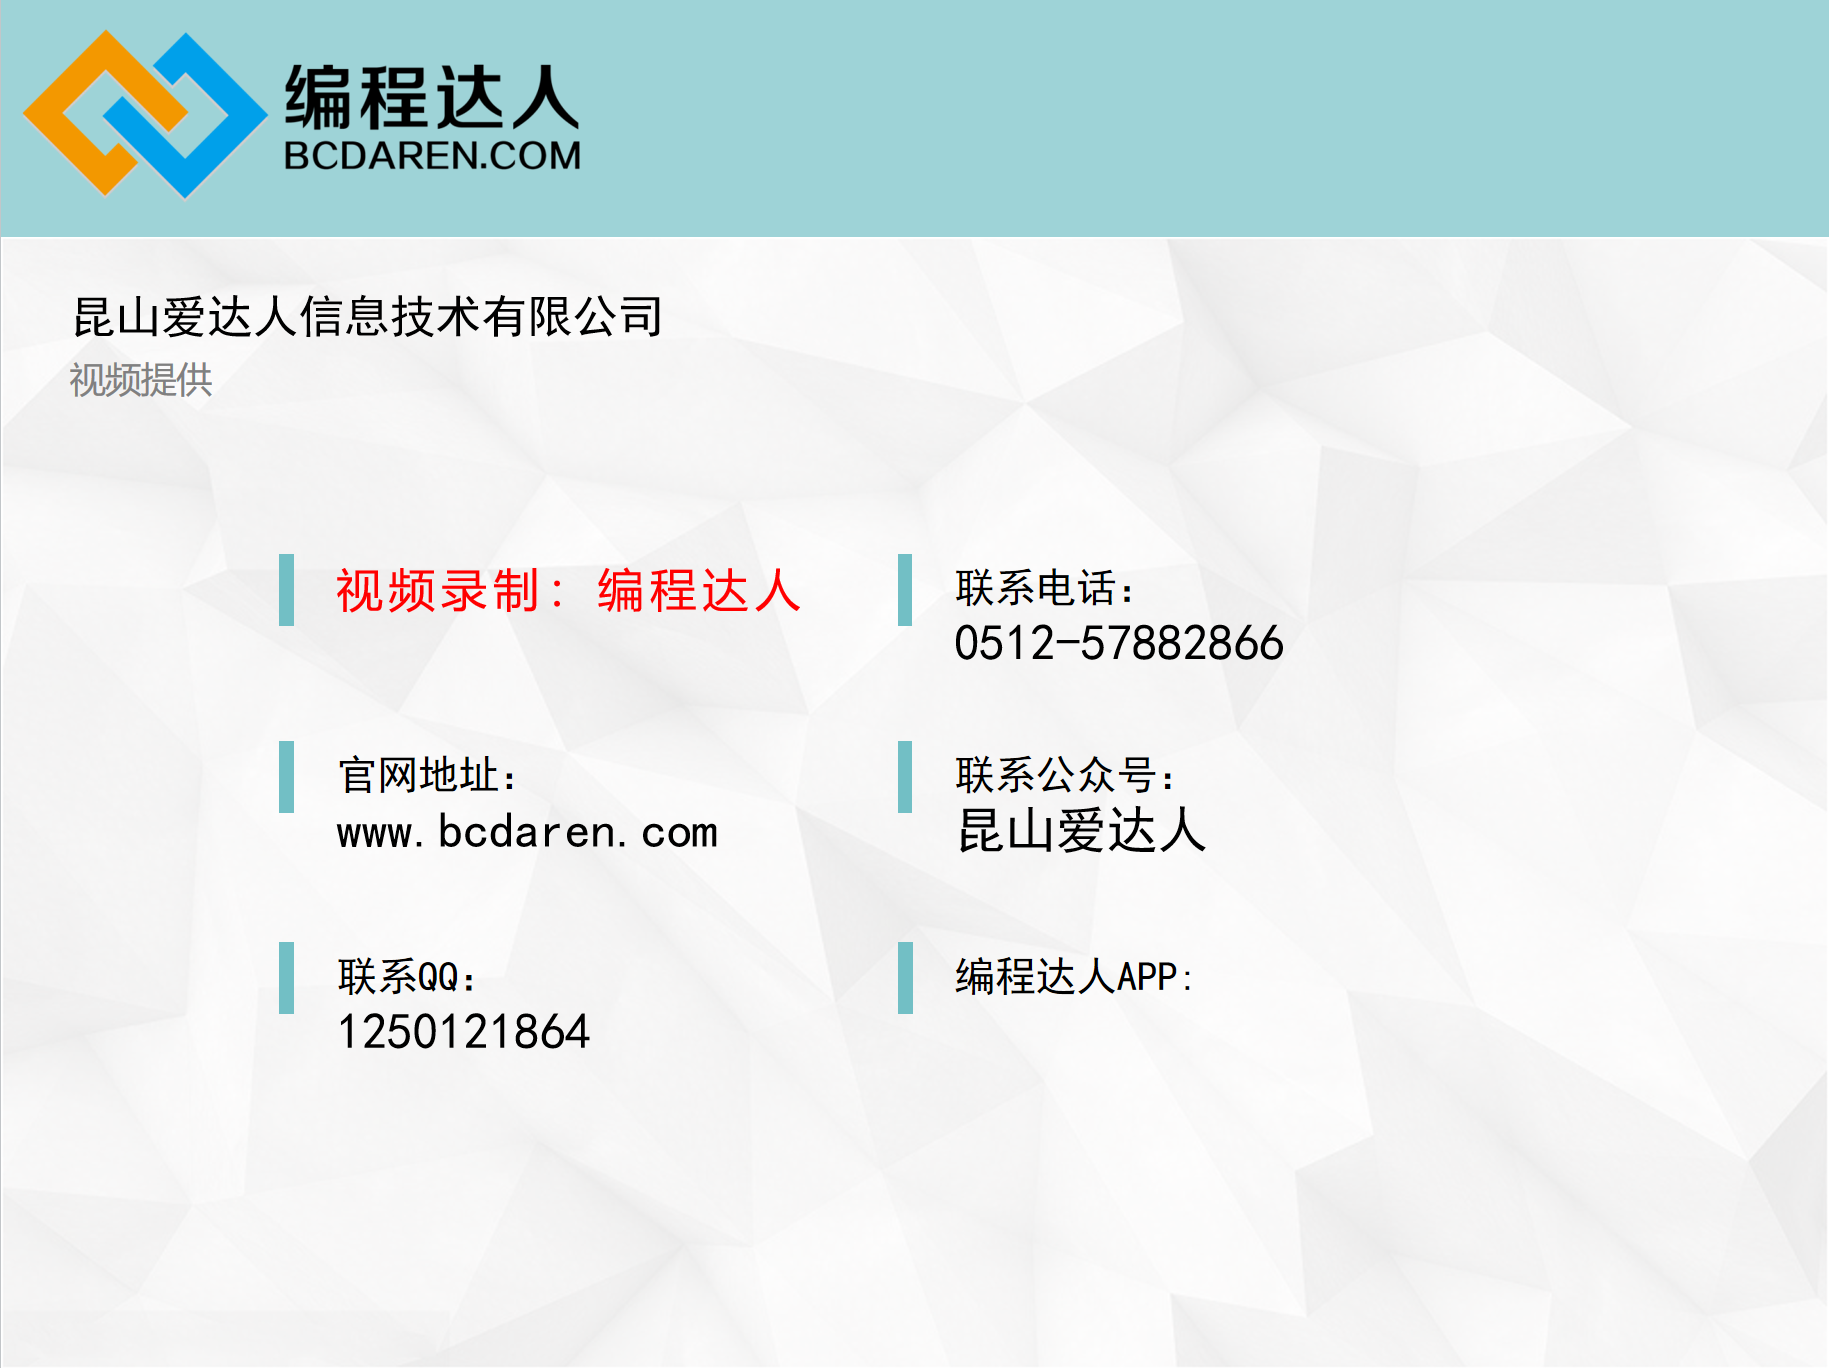 编程达人
BCDAREN.COM
昆山爱达人信息技术有限公司
视频提供
视频录制：编程达人
联系电话：
0512-57882866
官网地址：
www.bcdaren.com
联系公众号：
昆山爱达人
联系QQ：
1250121864
编程达人APP: